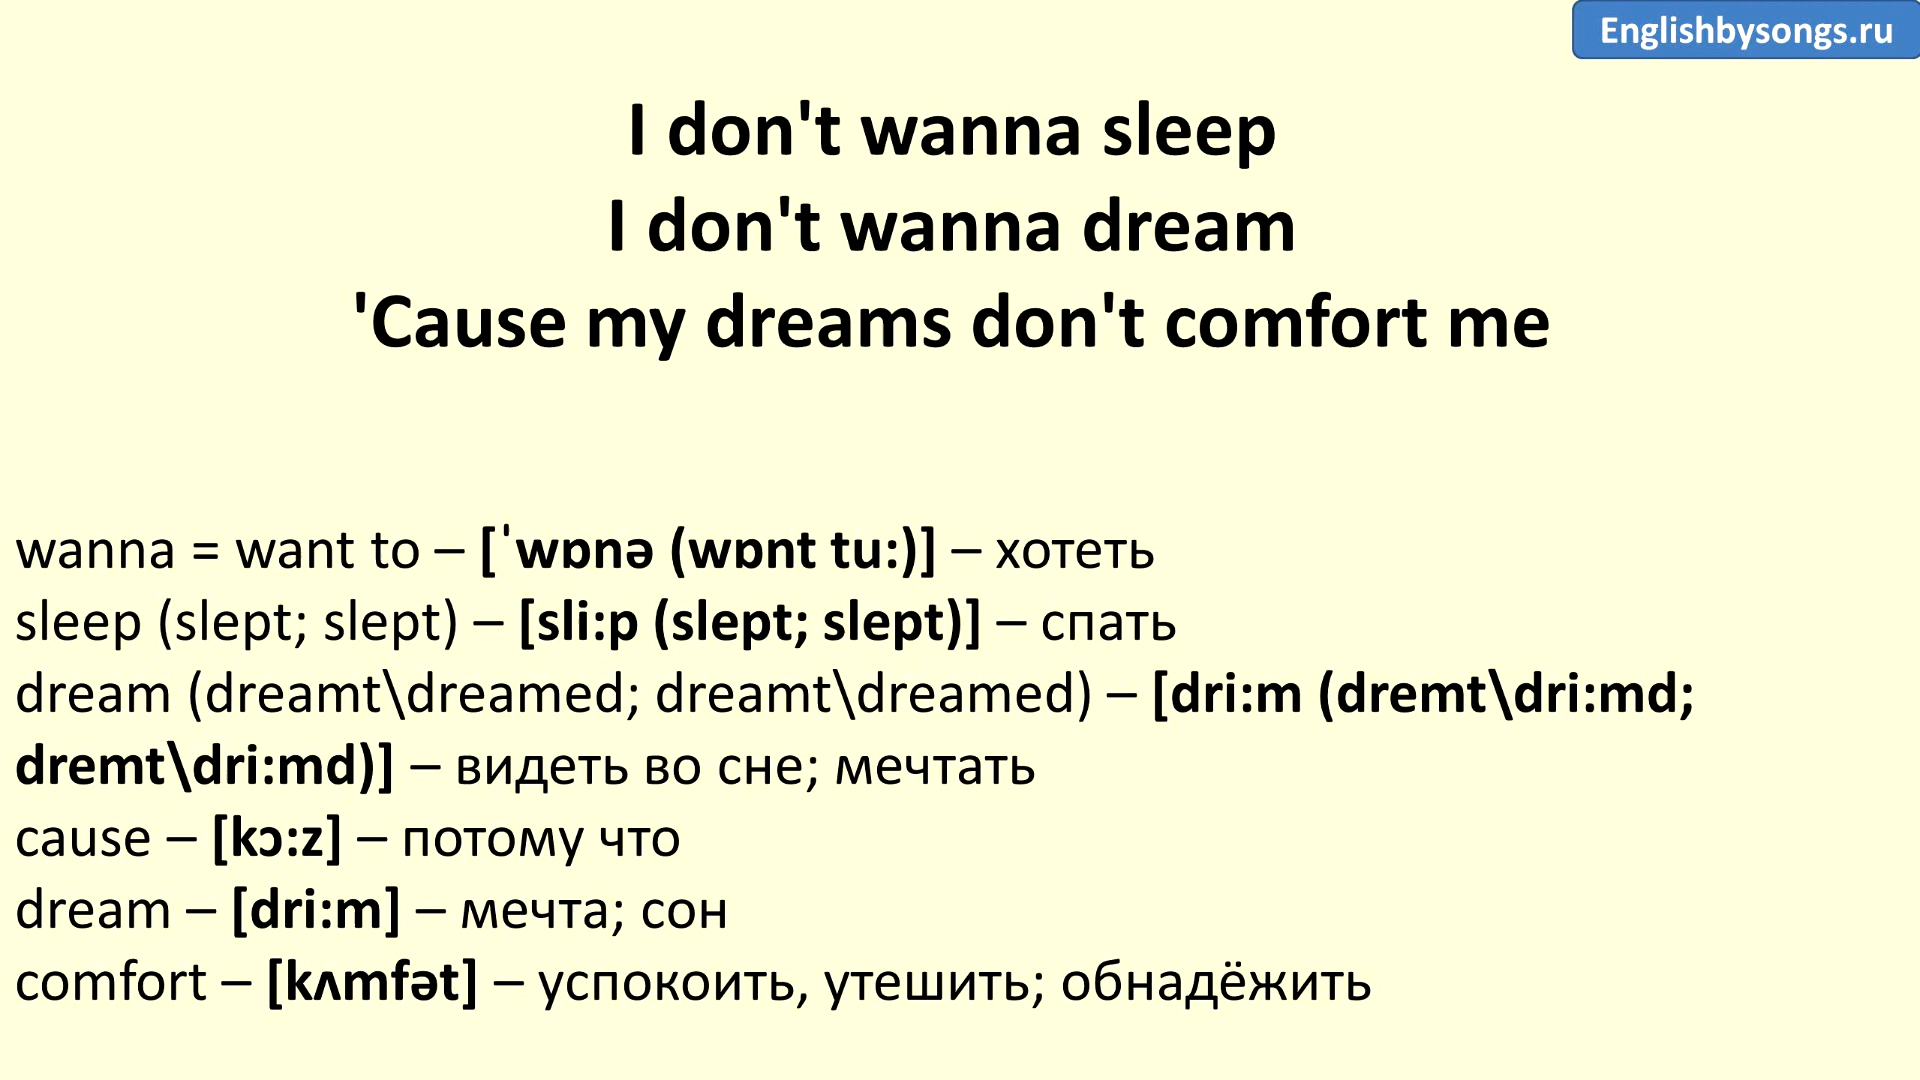 Englishbysongs.ru
I don't wanna sleep
I don't wanna dream
'Cause my dreams don't comfort me
wanna = want to – [ˈwɒnə (wɒnt tu:)] – хотеть
sleep (slept; slept) – [sli:p (slept; slept)] – спать
dream (dreamt\dreamed; dreamt\dreamed) – [dri:m (dremt\dri:md;
dremt\dri:md)] – видеть во сне; мечтать
cause – [kɔ:z] – потому что
dream – [dri:m] – мечта; сон
comfort – [kʌmfət] – успокоить, утешить; обнадёжить